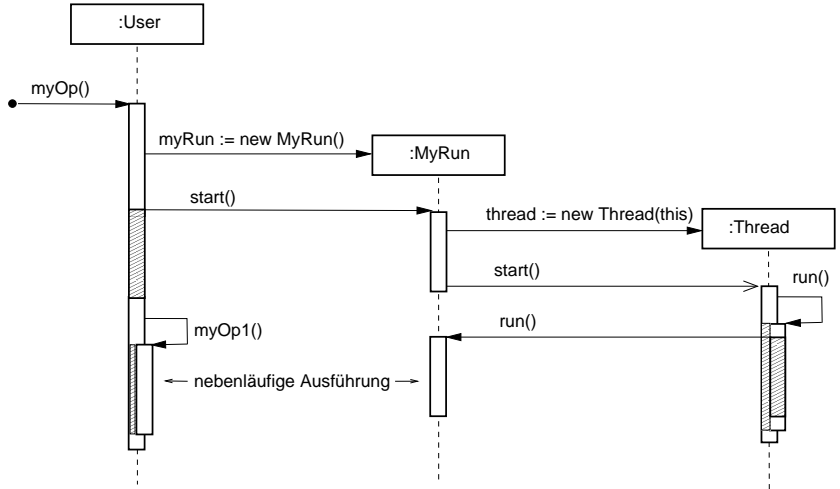 :User
myOp()
myRun := new MyRun()
:MyRun
start()
thread := new Thread(this)
:Thread
start()
run()
run()
myOp1()
nebenläufige Ausführung